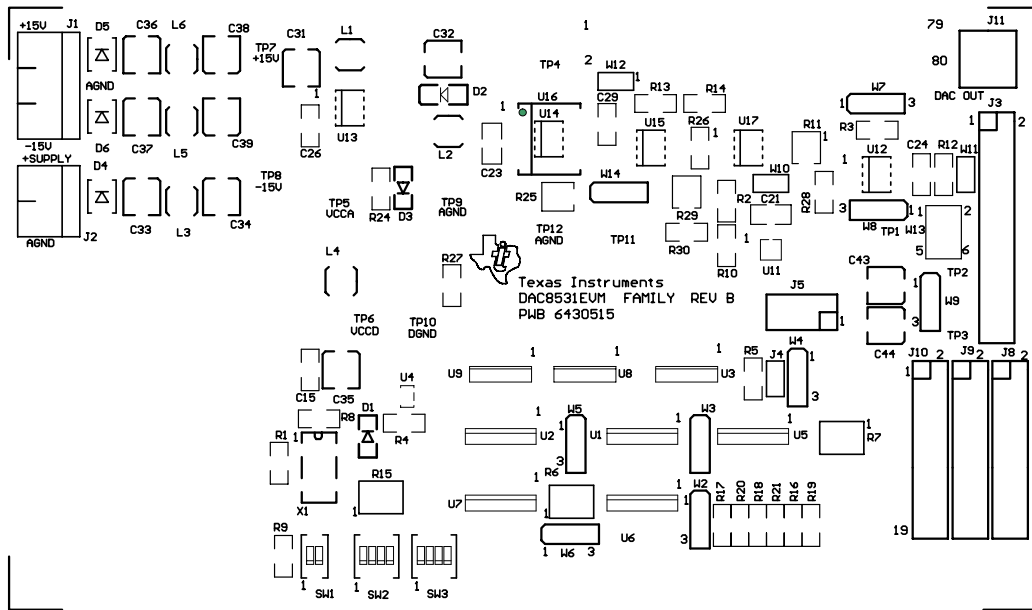 +15V J1 D5 C36 L6 C38 C31 L1 C32 1 79 J11
TP7
+15V
TP4 2 W12 80
AGND DAC OUT
1 U13 C26 D2 L2 C23 1 U16 U14 C29 R13 R14 U15 R26 U17 R11 W7 1 3 R3 J3 1 2
-15V D6 C37 L5 C39
+SUPPLY D4 TP8
-15V
1 U12 C24 R12 W11
AGND J2 C33 L3 C34
R24 D3 TP5
VCCA
TP9
AGND
R25 W14 R29 R2 W10 C21 R28 3 W8 1 TP1 W13 1 2 5 6
TP12
AGND
TP11 R30 R10 1 U11
L4 R27 C43 TP2 1 W9
Texas Instruments
DAC8531EVM FAMILY REV B
PWB 6430515
J5 1 3 C44 TP3
TP6
VCCD
TP10
DGND
C15 C35 U4 U9 1 U8 1 U3 1 R5 J4 W4 1 3 J10 2 J9 2 J8 2 1
R1 1 R8 D1 R4 U2 1 W5 3 U1 1 W3 1 U5 1 R7
X1 R15 1 R6 U7 1 1 1 W2 1 3 R17 R20 R18 R21 R16 R19 19
R9 1 W6 3 U6
1 SW1 1 SW2 1 SW3